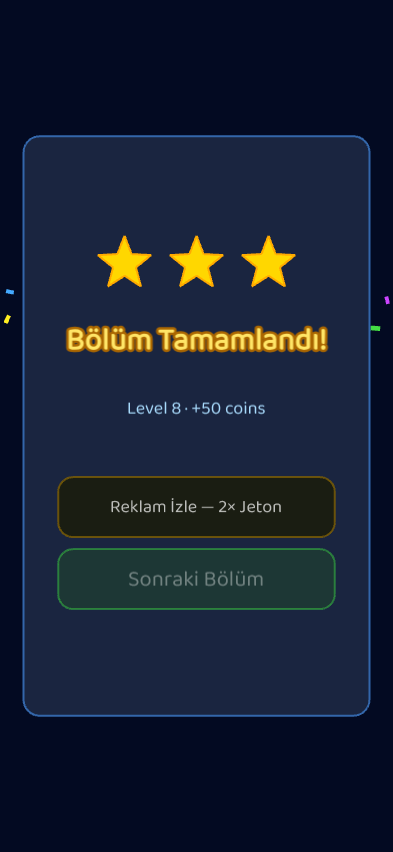 Bölüm Tamamlandı!
Level 8 · +50 coins
Reklam İzle — 2× Jeton
Sonraki Bölüm